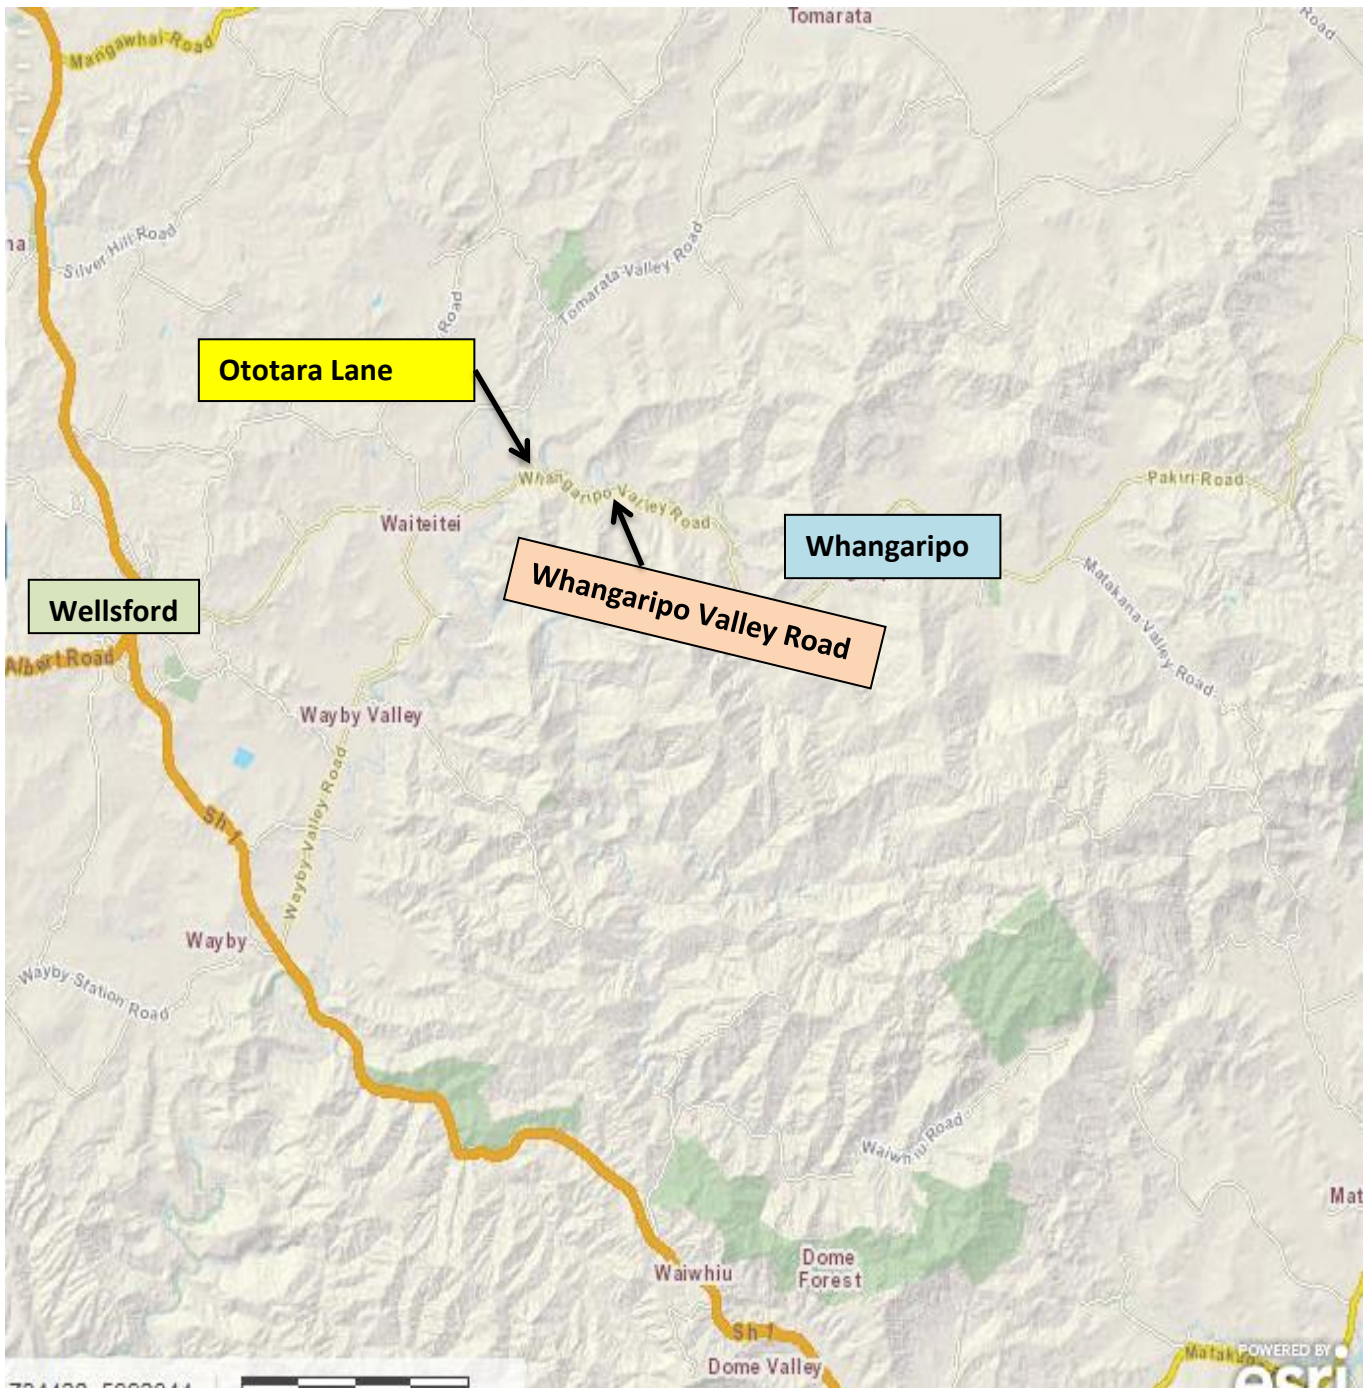 Tomarata
Road
Mangawhai Road
Silver Hill Road
Tomarata Valley Road
Road
Ototara Lane
Whangaripo Valley Road
Pakiri Road
Waiteitei
Whangaripo
Matakana Valley Road
Whangaripo Valley Road
Wellsford
Albert Road
Wayby Valley
Wayby Valley Road
Sh 1
Wayby
Wayby Station Road
Waiwhiu Road
Mat
Dome
Forest
Waiwhiu
Sh 1
Dome Valley
POWERED BY
esri